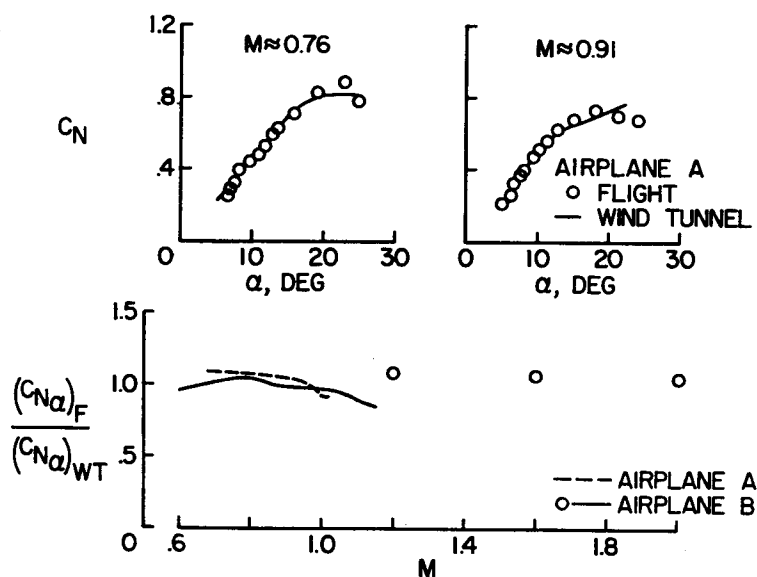 1.2
.8
.4
0
C_N
M≈0.76
0 10 20 30
α, DEG
M≈0.91
AIRPLANE A
○ FLIGHT
— WIND TUNNEL
0 10 20 30
α, DEG
1.5
1.0
.5
0
(C_Nα)_F
(C_Nα)_WT
--- AIRPLANE A
○— AIRPLANE B
.6 1.0 1.4 1.8
M